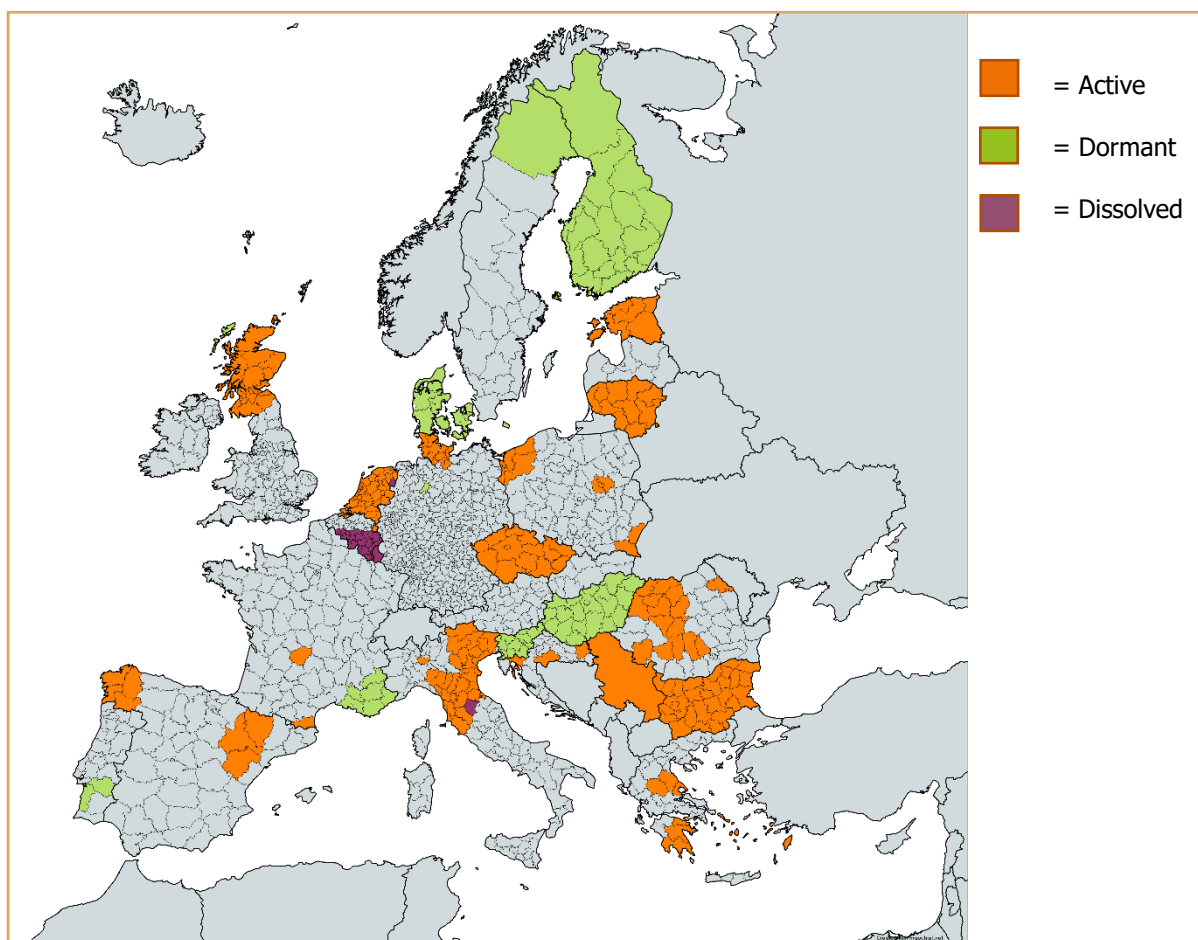 = Active
= Dormant
= Dissolved